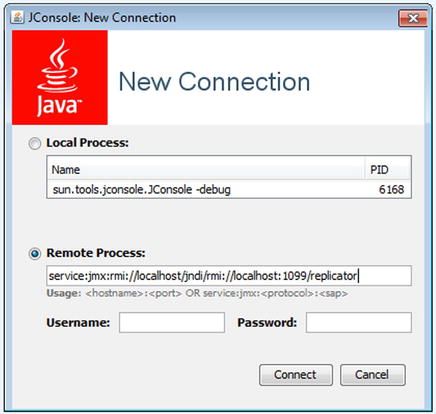 JConsole: New Connection
Java™
New Connection
Local Process:
Name PID
sun.tools.jconsole.JConsole -debug 6168
Remote Process:
service:jmx:rmi://localhost/jndi/rmi://localhost:1099/replicator
Usage: <hostname>:<port> OR service:jmx:<protocol>:<sap>
Username: Password:
Connect Cancel